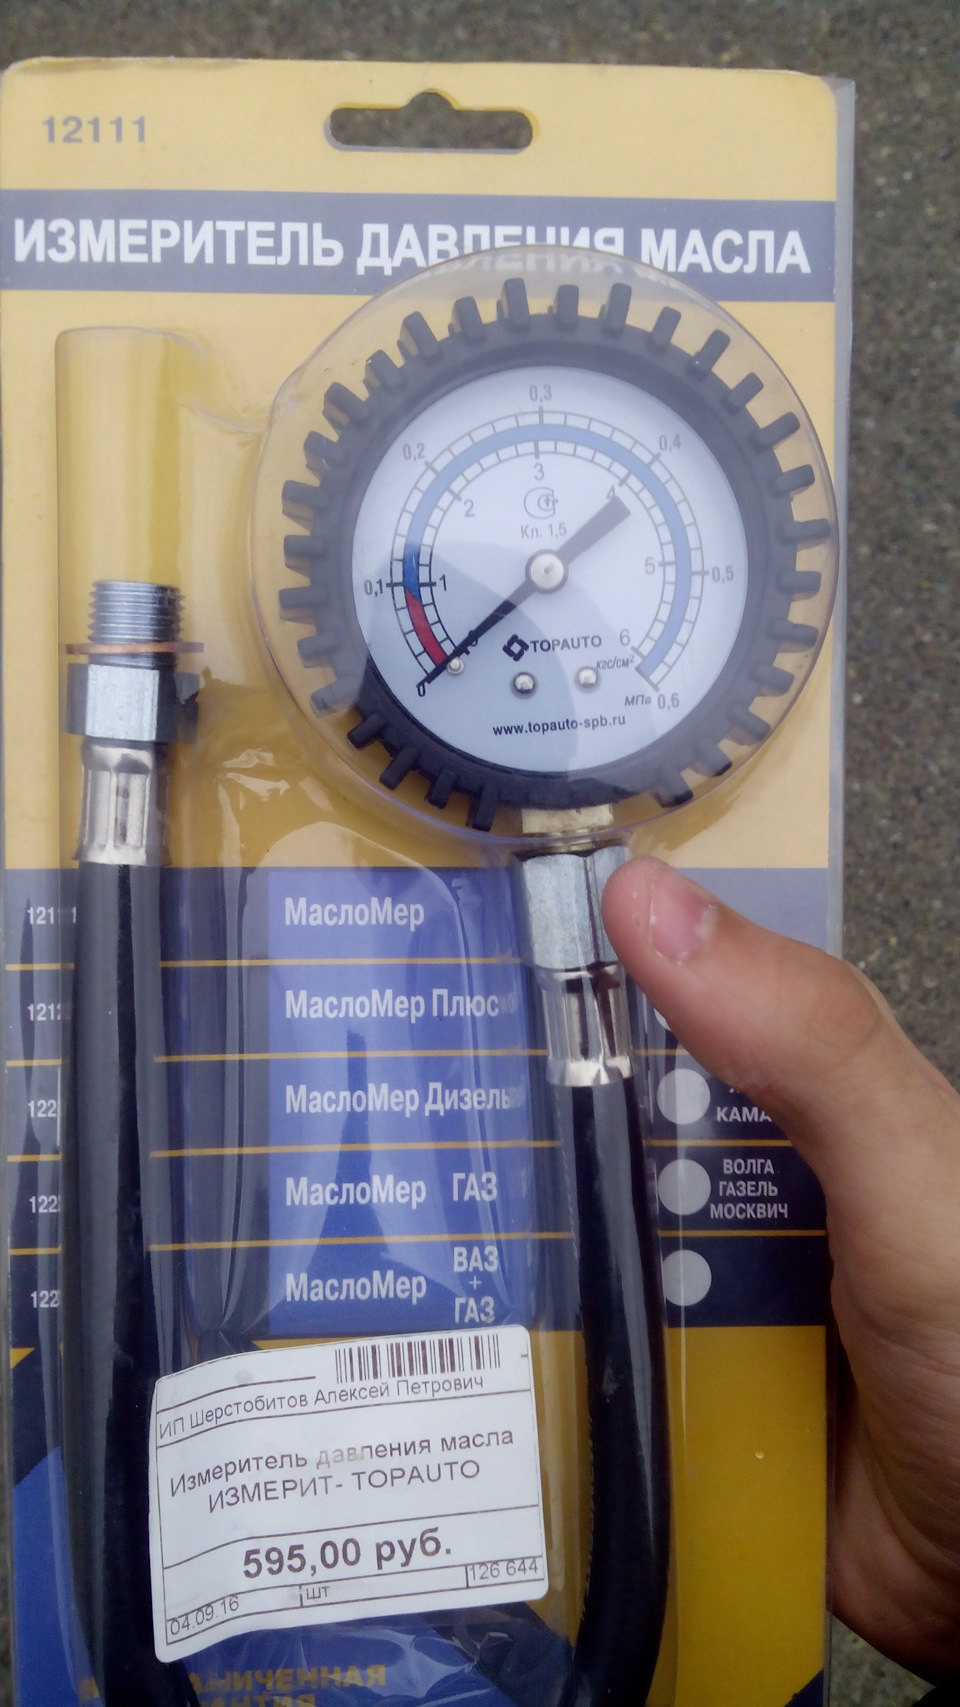 12111
ИЗМЕРИТЕЛЬ ДАВЛЕНИЯ МАСЛА
0,3
0,2
0,4
3
2
4
Кл. 1,5
0,1
1
5
0,5
0
TOPAUTO
6
кгс/см²
0
МПа 0,6
www.topauto-spb.ru
МаслоМер
МаслоМер Плюс
МаслоМер Дизель
КАМА
МаслоМер ГАЗ
ВОЛГА
ГАЗЕЛЬ
МОСКВИЧ
МаслоМер ВАЗ
+
ГАЗ
ИП Шерстобитов Алексей Петрович
Измеритель давления масла
ИЗМЕРИТ- TOPAUTO
595,00 руб.
04.09.16
шт
126 644